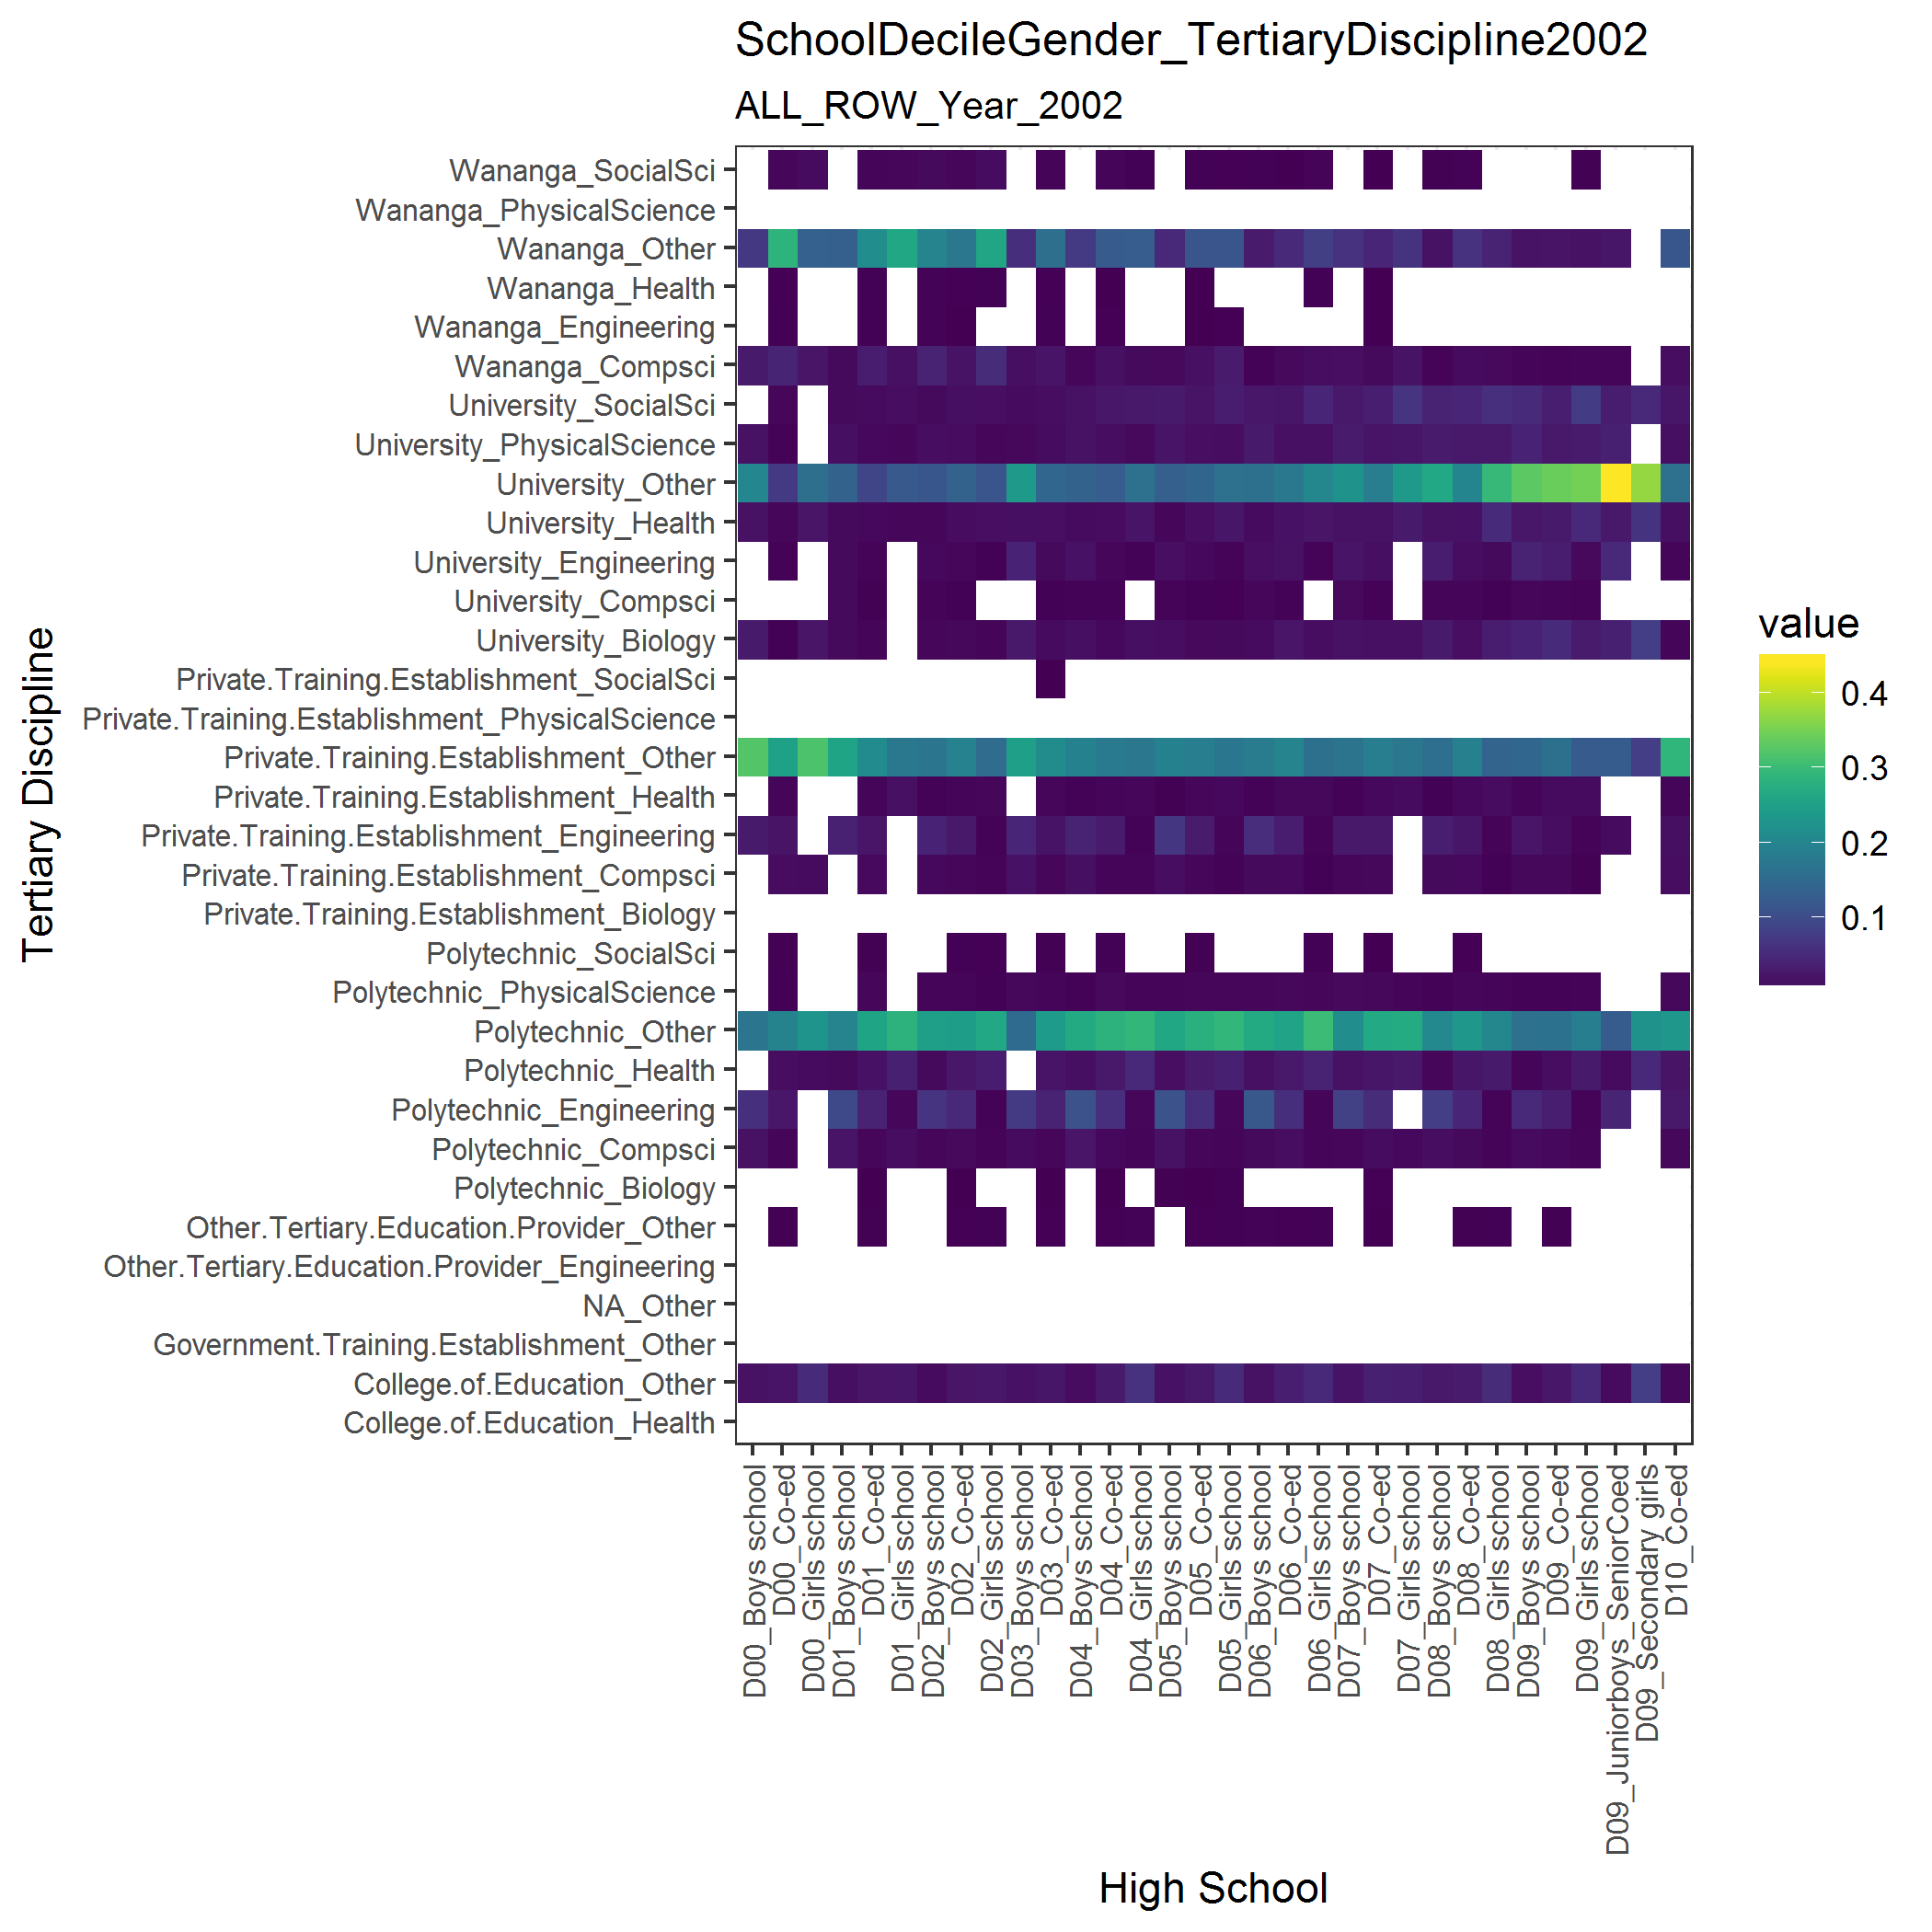 SchoolDecileGender_TertiaryDiscipline2002
ALL_ROW_Year_2002
Tertiary Discipline
Wananga_SocialSci
Wananga_PhysicalScience
Wananga_Other
Wananga_Health
Wananga_Engineering
Wananga_Compsci
University_SocialSci
University_PhysicalScience
University_Other
University_Health
University_Engineering
University_Compsci
University_Biology
Private.Training.Establishment_SocialSci
Private.Training.Establishment_PhysicalScience
Private.Training.Establishment_Other
Private.Training.Establishment_Health
Private.Training.Establishment_Engineering
Private.Training.Establishment_Compsci
Private.Training.Establishment_Biology
Polytechnic_SocialSci
Polytechnic_PhysicalScience
Polytechnic_Other
Polytechnic_Health
Polytechnic_Engineering
Polytechnic_Compsci
Polytechnic_Biology
Other.Tertiary.Education.Provider_Other
Other.Tertiary.Education.Provider_Engineering
NA_Other
Government.Training.Establishment_Other
College.of.Education_Other
College.of.Education_Health
D00_Boys school
D00_Co-ed
D00_Girls school
D01_Boys school
D01_Co-ed
D01_Girls school
D02_Boys school
D02_Co-ed
D02_Girls school
D03_Boys school
D03_Co-ed
D04_Boys school
D04_Co-ed
D04_Girls school
D05_Boys school
D05_Co-ed
D05_Girls school
D06_Boys school
D06_Co-ed
D06_Girls school
D07_Boys school
D07_Co-ed
D07_Girls school
D08_Boys school
D08_Co-ed
D08_Girls school
D09_Boys school
D09_Co-ed
D09_Girls school
D09_Juniorboys_SeniorCoed
D09_Secondary girls
D10_Co-ed
High School
value
0.4
0.3
0.2
0.1